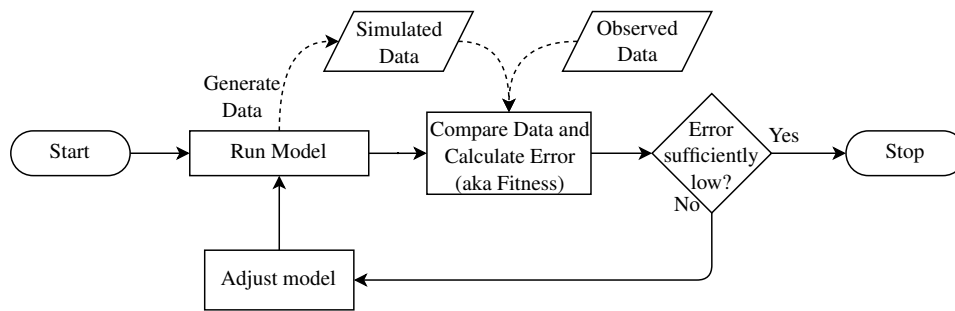 Simulated
Data
Observed
Data
Generate
Data
Start
Run Model
Compare Data and
Calculate Error
(aka Fitness)
Error
sufficiently
low?
Yes
Stop
No
Adjust model